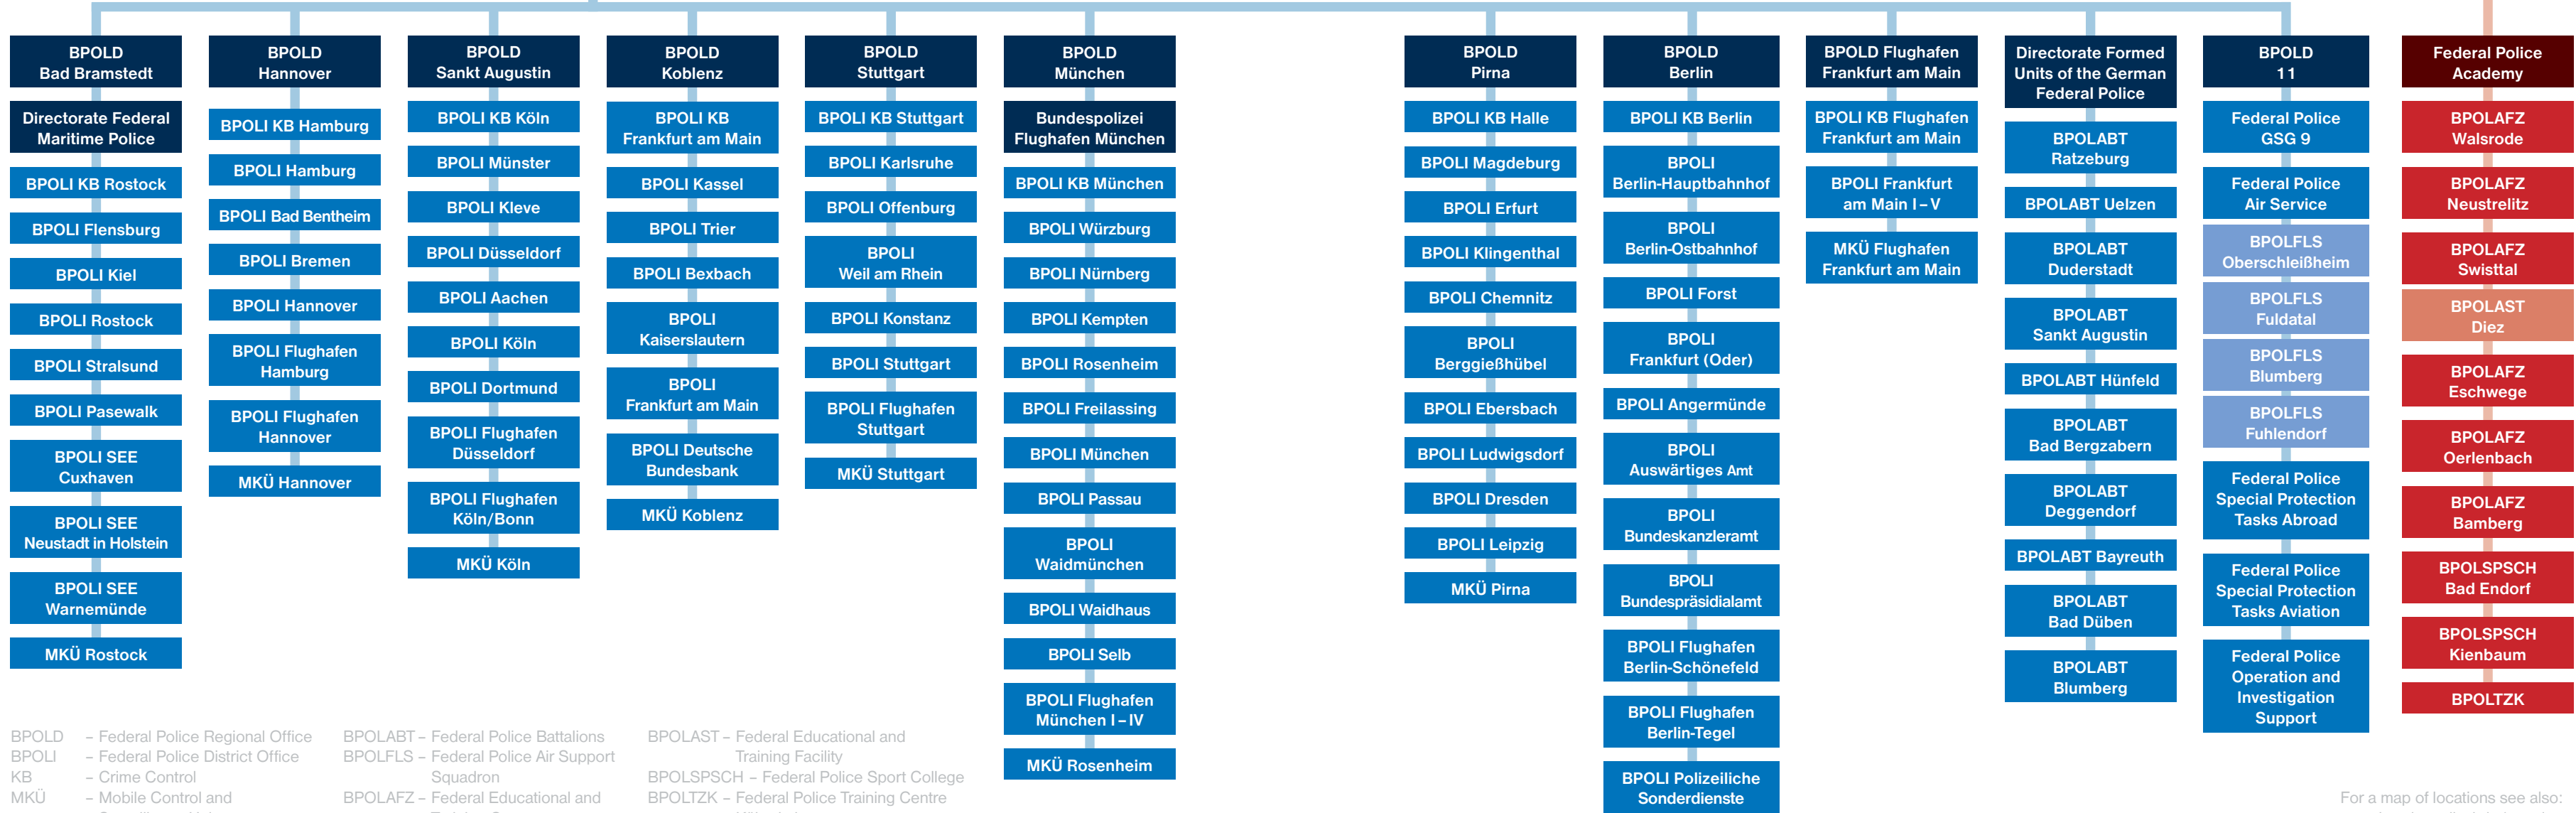 BPOLD
Bad Bramstedt
Directorate Federal
Maritime Police
BPOLI KB Rostock
BPOLI Flensburg
BPOLI Kiel
BPOLI Rostock
BPOLI Stralsund
BPOLI Pasewalk
BPOLI SEE
Cuxhaven
BPOLI SEE
Neustadt in Holstein
BPOLI SEE
Warnemünde
MKÜ Rostock
BPOLD
Hannover
BPOLI KB Hamburg
BPOLI Hamburg
BPOLI Bad Bentheim
BPOLI Bremen
BPOLI Hannover
BPOLI Flughafen
Hamburg
BPOLI Flughafen
Hannover
MKÜ Hannover
BPOLD
Sankt Augustin
BPOLI KB Köln
BPOLI Münster
BPOLI Kleve
BPOLI Düsseldorf
BPOLI Aachen
BPOLI Köln
BPOLI Dortmund
BPOLI Flughafen
Düsseldorf
BPOLI Flughafen
Köln/Bonn
MKÜ Köln
BPOLD
Koblenz
BPOLI KB
Frankfurt am Main
BPOLI Kassel
BPOLI Trier
BPOLI Bexbach
BPOLI
Kaiserslautern
BPOLI
Frankfurt am Main
BPOLI Deutsche
Bundesbank
MKÜ Koblenz
BPOLD
Stuttgart
BPOLI KB Stuttgart
BPOLI Karlsruhe
BPOLI Offenburg
BPOLI
Weil am Rhein
BPOLI Konstanz
BPOLI Stuttgart
BPOLI Flughafen
Stuttgart
MKÜ Stuttgart
BPOLD
München
Bundespolizei
Flughafen München
BPOLI KB München
BPOLI Würzburg
BPOLI Nürnberg
BPOLI Kempten
BPOLI Rosenheim
BPOLI Freilassing
BPOLI München
BPOLI Passau
BPOLI
Waidmünchen
BPOLI Waidhaus
BPOLI Selb
BPOLI Flughafen
München I – IV
MKÜ Rosenheim
BPOLD
Pirna
BPOLI KB Halle
BPOLI Magdeburg
BPOLI Erfurt
BPOLI Klingenthal
BPOLI Chemnitz
BPOLI
Berggießhübel
BPOLI Ebersbach
BPOLI Ludwigsdorf
BPOLI Dresden
BPOLI Leipzig
MKÜ Pirna
BPOLD
Berlin
BPOLI KB Berlin
BPOLI
Berlin-Hauptbahnhof
BPOLI
Berlin-Ostbahnhof
BPOLI Forst
BPOLI
Frankfurt (Oder)
BPOLI Angermünde
BPOLI
Auswärtiges Amt
BPOLI
Bundeskanzleramt
BPOLI
Bundespräsidialamt
BPOLI Flughafen
Berlin-Schönefeld
BPOLI Flughafen
Berlin-Tegel
BPOLI Polizeiliche
Sonderdienste
BPOLD Flughafen
Frankfurt am Main
BPOLI KB Flughafen
Frankfurt am Main
BPOLI Frankfurt
am Main I – V
MKÜ Flughafen
Frankfurt am Main
Directorate Formed
Units of the German
Federal Police
BPOLABT
Ratzeburg
BPOLABT Uelzen
BPOLABT
Duderstadt
BPOLABT
Sankt Augustin
BPOLABT Hünfeld
BPOLABT
Bad Bergzabern
BPOLABT
Deggendorf
BPOLABT Bayreuth
BPOLABT
Bad Düben
BPOLABT
Blumberg
BPOLD
11
Federal Police
GSG 9
Federal Police
Air Service
BPOLFLS
Oberschleißheim
BPOLFLS
Fuldatal
BPOLFLS
Blumberg
BPOLFLS
Fuhlendorf
Federal Police
Special Protection
Tasks Abroad
Federal Police
Special Protection
Tasks Aviation
Federal Police
Operation and
Investigation
Support
Federal Police
Academy
BPOLAFZ
Walsrode
BPOLAFZ
Neustrelitz
BPOLAFZ
Swisttal
BPOLAST
Diez
BPOLAFZ
Eschwege
BPOLAFZ
Oerlenbach
BPOLAFZ
Bamberg
BPOLSPSCH
Bad Endorf
BPOLSPSCH
Kienbaum
BPOLTZK
BPOLD – Federal Police Regional Office
BPOLI – Federal Police District Office
KB – Crime Control
MKÜ – Mobile Control and
BPOLABT – Federal Police Battalions
BPOLFLS – Federal Police Air Support
Squadron
BPOLAFZ – Federal Educational and
BPOLAST – Federal Educational and
Training Facility
BPOLSPSCH – Federal Police Sport College
BPOLTZK – Federal Police Training Centre
For a map of locations see also: